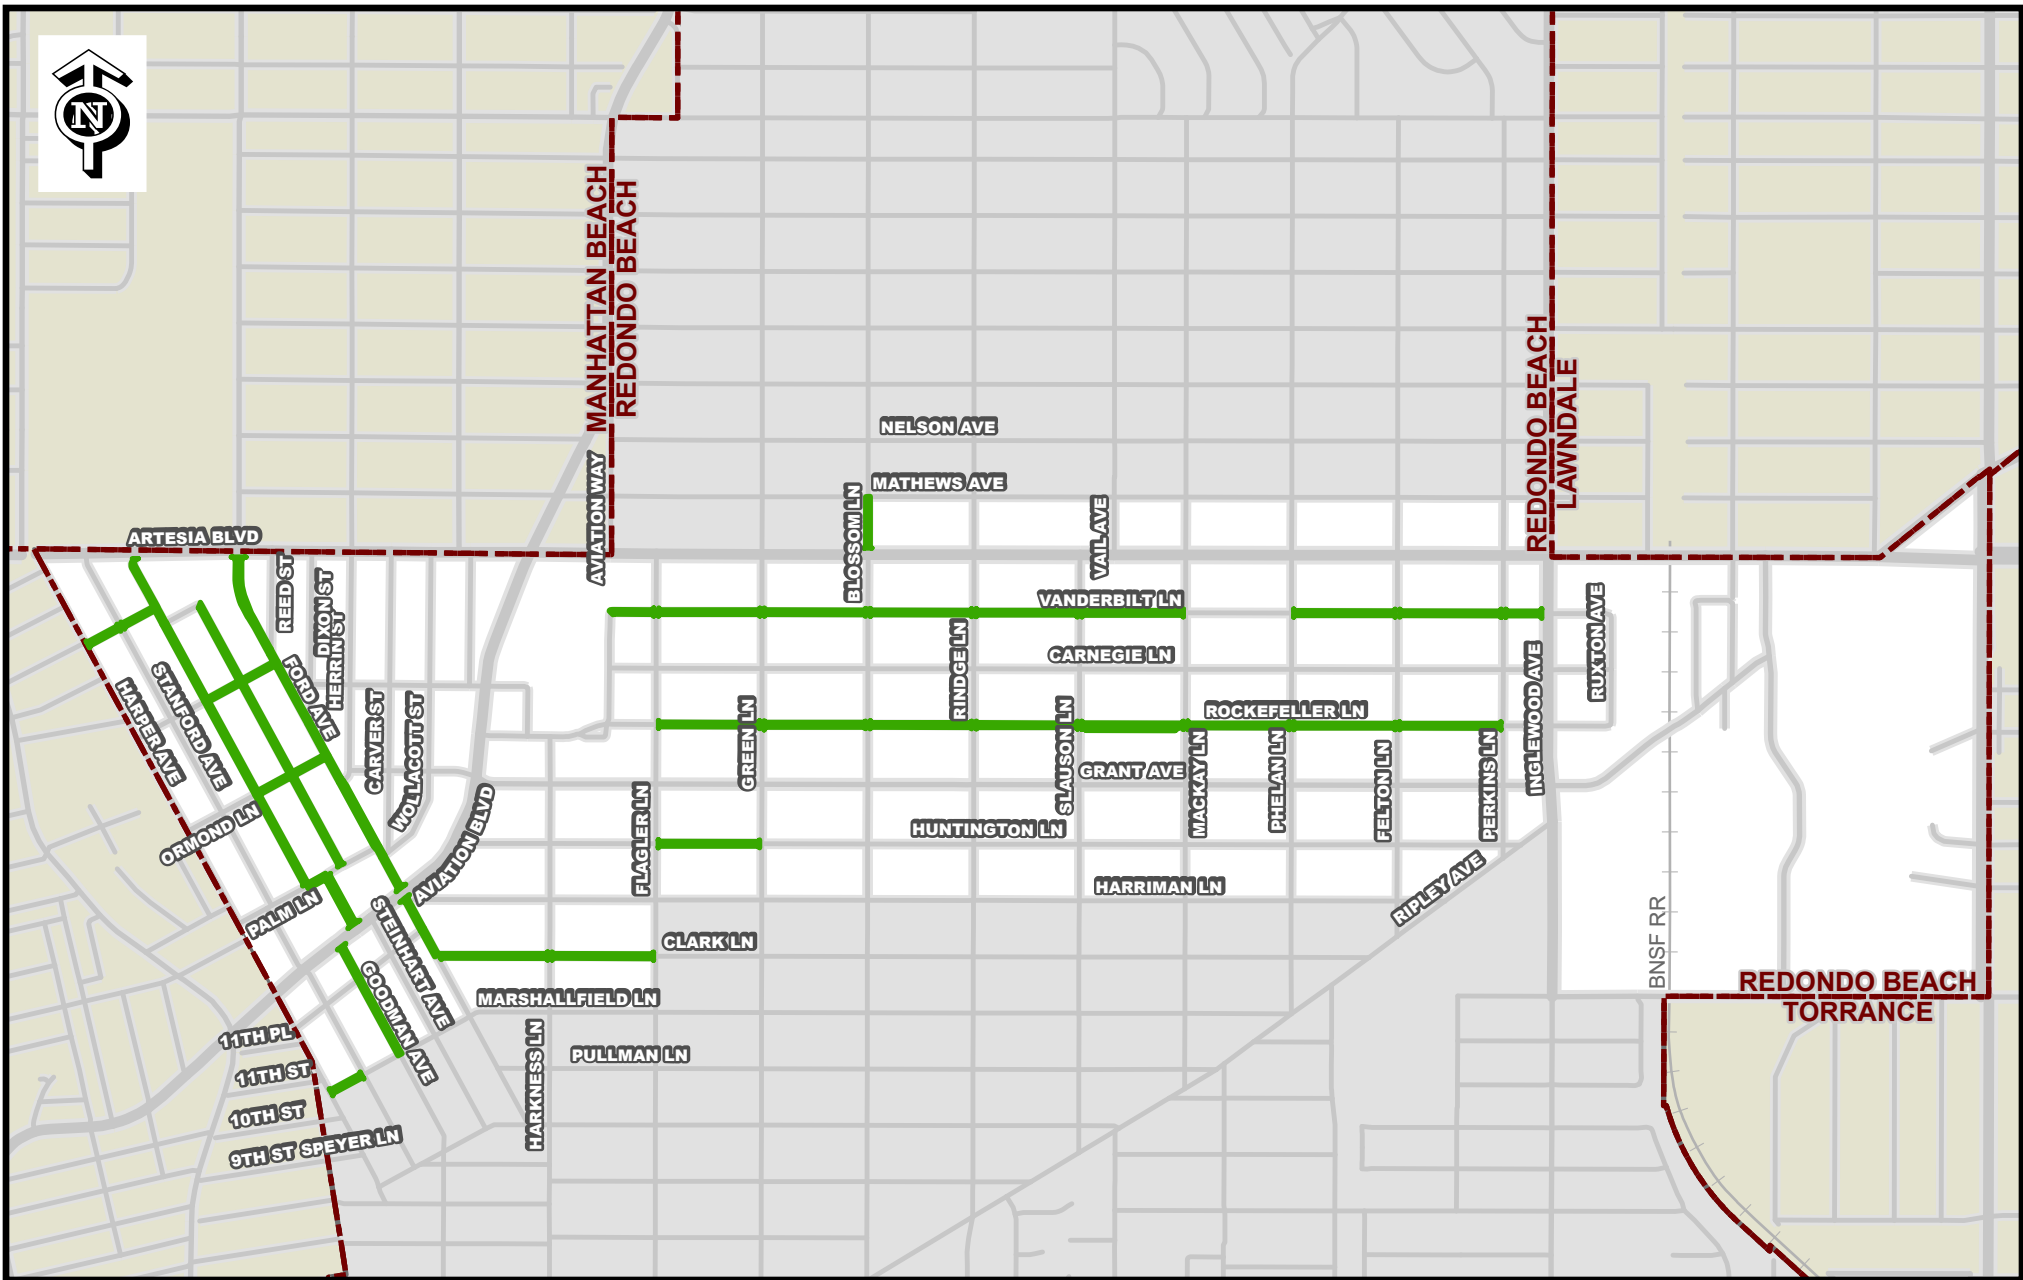 N
MANHATTAN BEACH
REDONDO BEACH
REDONDO BEACH
LAWNDALE
NELSON AVE
MATHEWS AVE
AVIATION WAY
BLOSSOM LN
VAIL AVE
ARTESIA BLVD
REED ST
DIXON ST
HERRIN ST
VANDERBILT LN
RUXTON AVE
RINDGE LN
CARNEGIE LN
INGLEWOOD AVE
STANFORD AVE
HARPER AVE
FORD AVE
CARVER ST
WOLLACOTT ST
GREEN LN
SLAUSON LN
ROCKEFELLER LN
MACKAY LN
PHELAN LN
FELTON LN
PERKINS LN
GRANT AVE
ORMOND LN
AVIATION BLVD
FLAGLER LN
HUNTINGTON LN
HARRIMAN LN
RIPLEY AVE
PALM LN
STEINHART AVE
GOODMAN AVE
CLARK LN
BNSF RR
REDONDO BEACH
TORRANCE
MARSHALLFIELD LN
11TH PL
HARKNESS LN
PULLMAN LN
11TH ST
10TH ST
9TH ST SPEYER LN